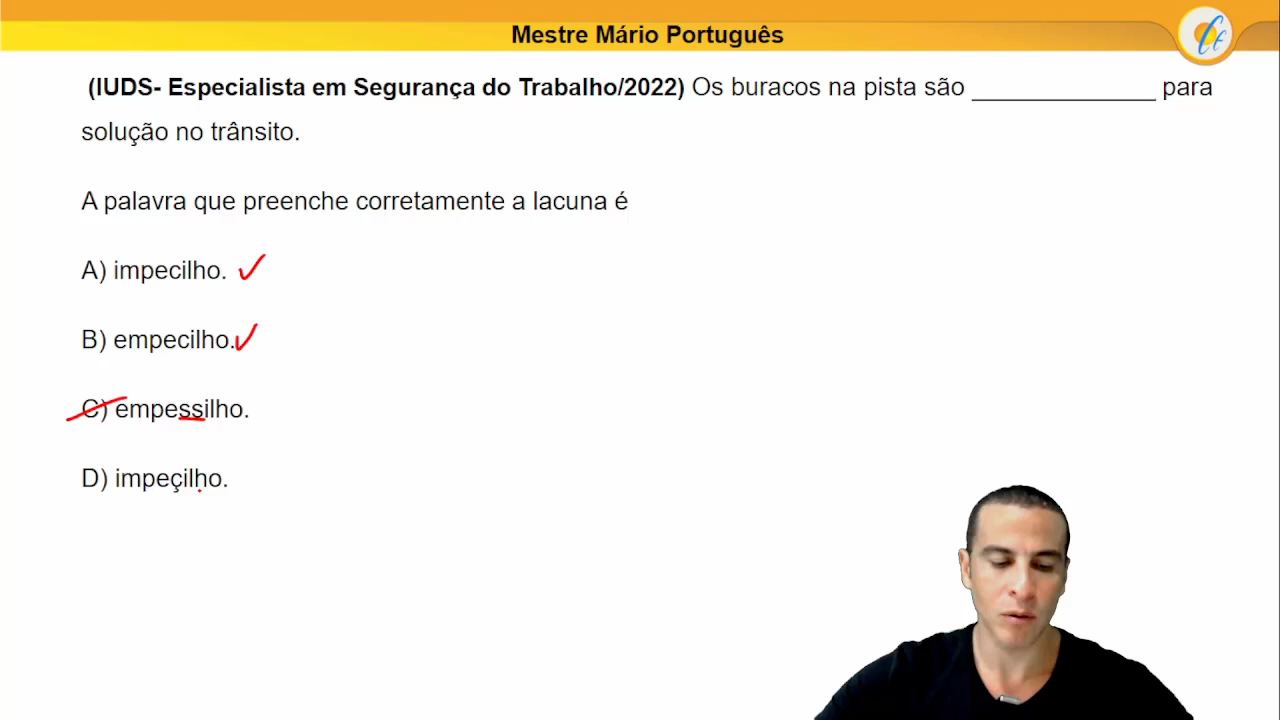 Mestre Mário Português
(IUDS- Especialista em Segurança do Trabalho/2022) Os buracos na pista são _____________ para
solução no trânsito.
A palavra que preenche corretamente a lacuna é
A) impecilho.
B) empecilho.
C) empessilho.
D) impeçilho.